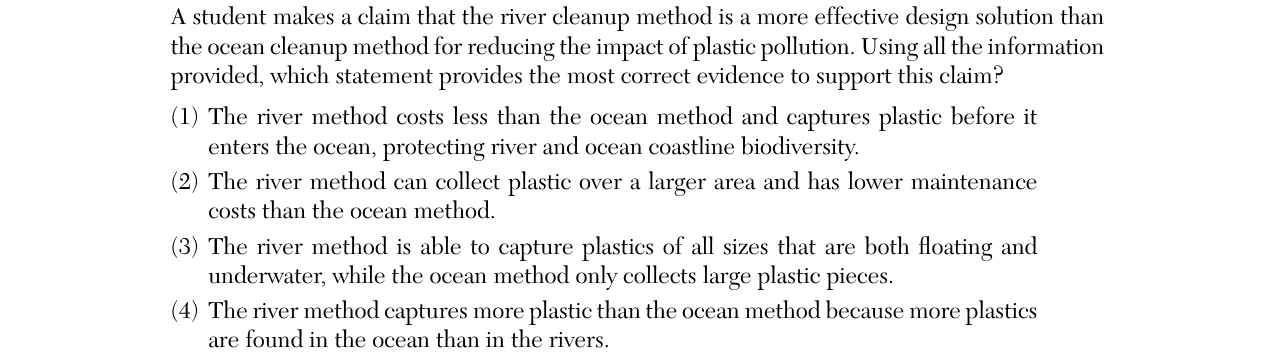 A student makes a claim that the river cleanup method is a more effective design solution than
the ocean cleanup method for reducing the impact of plastic pollution. Using all the information
provided, which statement provides the most correct evidence to support this claim?
(1) The river method costs less than the ocean method and captures plastic before it
enters the ocean, protecting river and ocean coastline biodiversity.
(2) The river method can collect plastic over a larger area and has lower maintenance
costs than the ocean method.
(3) The river method is able to capture plastics of all sizes that are both floating and
underwater, while the ocean method only collects large plastic pieces.
(4) The river method captures more plastic than the ocean method because more plastics
are found in the ocean than in the rivers.